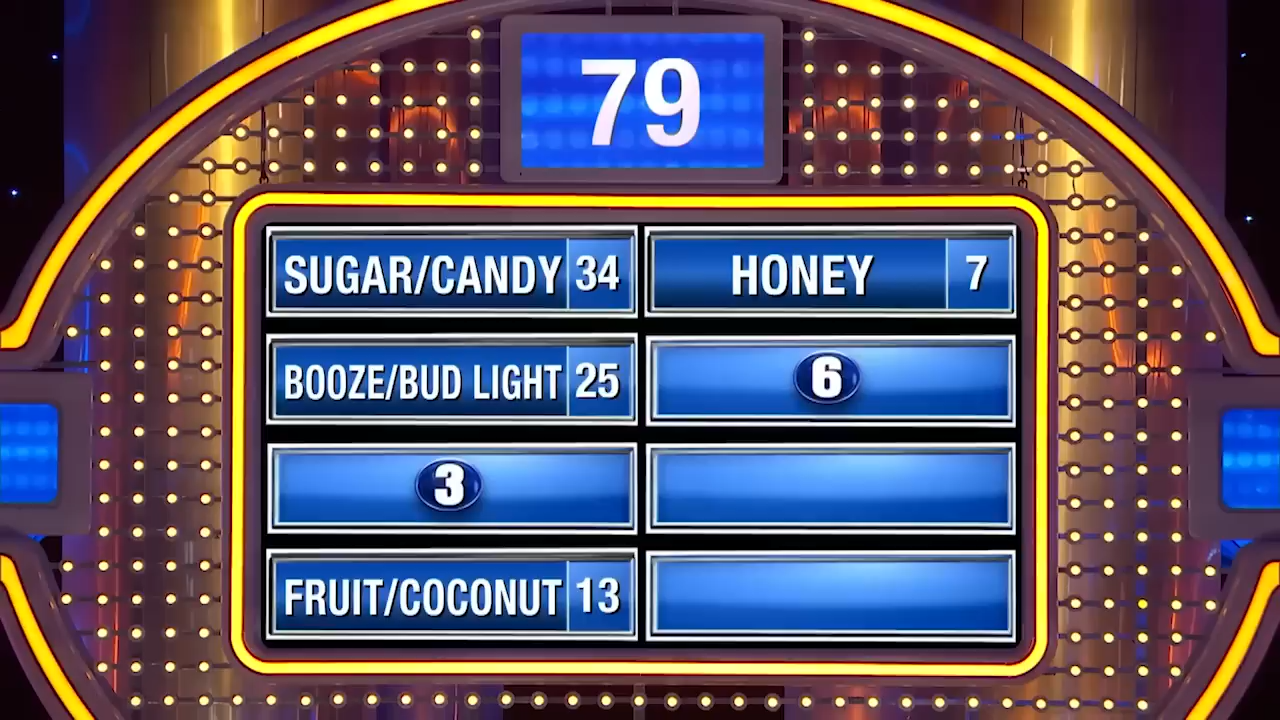 79
SUGAR/CANDY 34
BOOZE/BUD LIGHT 25
3
FRUIT/COCONUT 13
HONEY 7
6